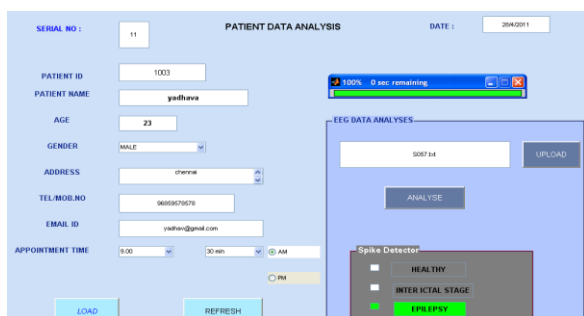 SERIAL NO :
11
PATIENT DATA ANALYSIS
DATE :
28/4/2011
PATIENT ID
1003
PATIENT NAME
yadhava
AGE
23
GENDER
MALE
ADDRESS
chennai
TEL/MOB.NO
96859578578
EMAIL ID
yadhav@gmail.com
APPOINTMENT TIME
9.00
30 min
AM
PM
LOAD
REFRESH
100% 0 sec remaining
EEG DATA ANALYSES
S057.txt
UPLOAD
ANALYSE
Spike Detector
HEALTHY
INTER ICTAL STAGE
EPILEPSY